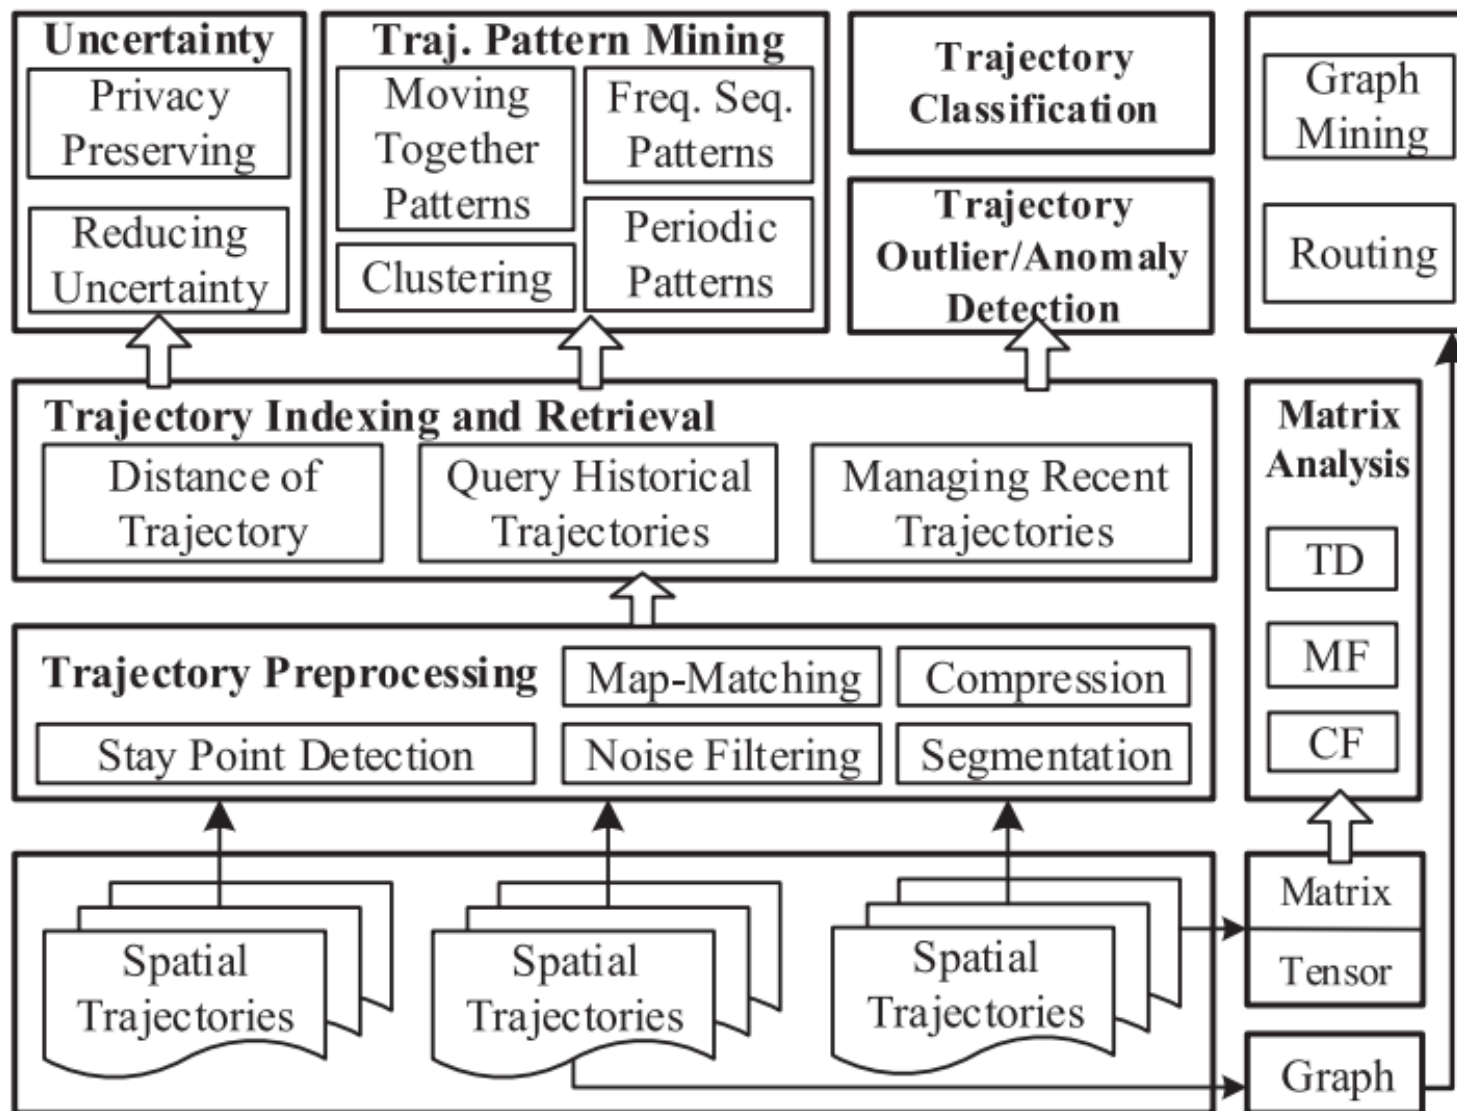 Uncertainty
Privacy
Preserving
Reducing
Uncertainty
Traj. Pattern Mining
Moving
Together
Patterns
Clustering
Freq. Seq.
Patterns
Periodic
Patterns
Trajectory
Classification
Trajectory
Outlier/Anomaly
Detection
Graph
Mining
Routing
Trajectory Indexing and Retrieval
Distance of
Trajectory
Query Historical
Trajectories
Managing Recent
Trajectories
Matrix
Analysis
TD
MF
CF
Trajectory Preprocessing
Map-Matching
Compression
Stay Point Detection
Noise Filtering
Segmentation
Spatial
Trajectories
Spatial
Trajectories
Spatial
Trajectories
Matrix
Tensor
Graph